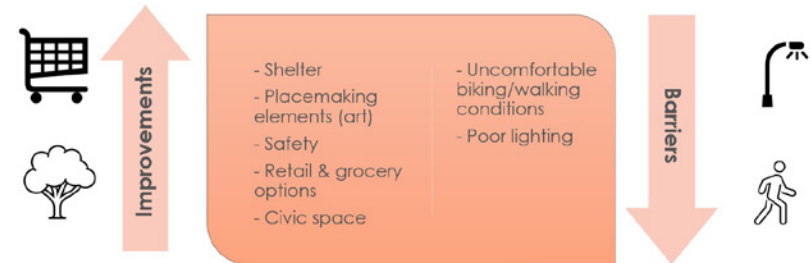 Improvements
- Shelter
- Placemaking
elements (art)
- Safety
- Retail & grocery
options
- Civic space
- Uncomfortable
biking/walking
conditions
- Poor lighting
Barriers